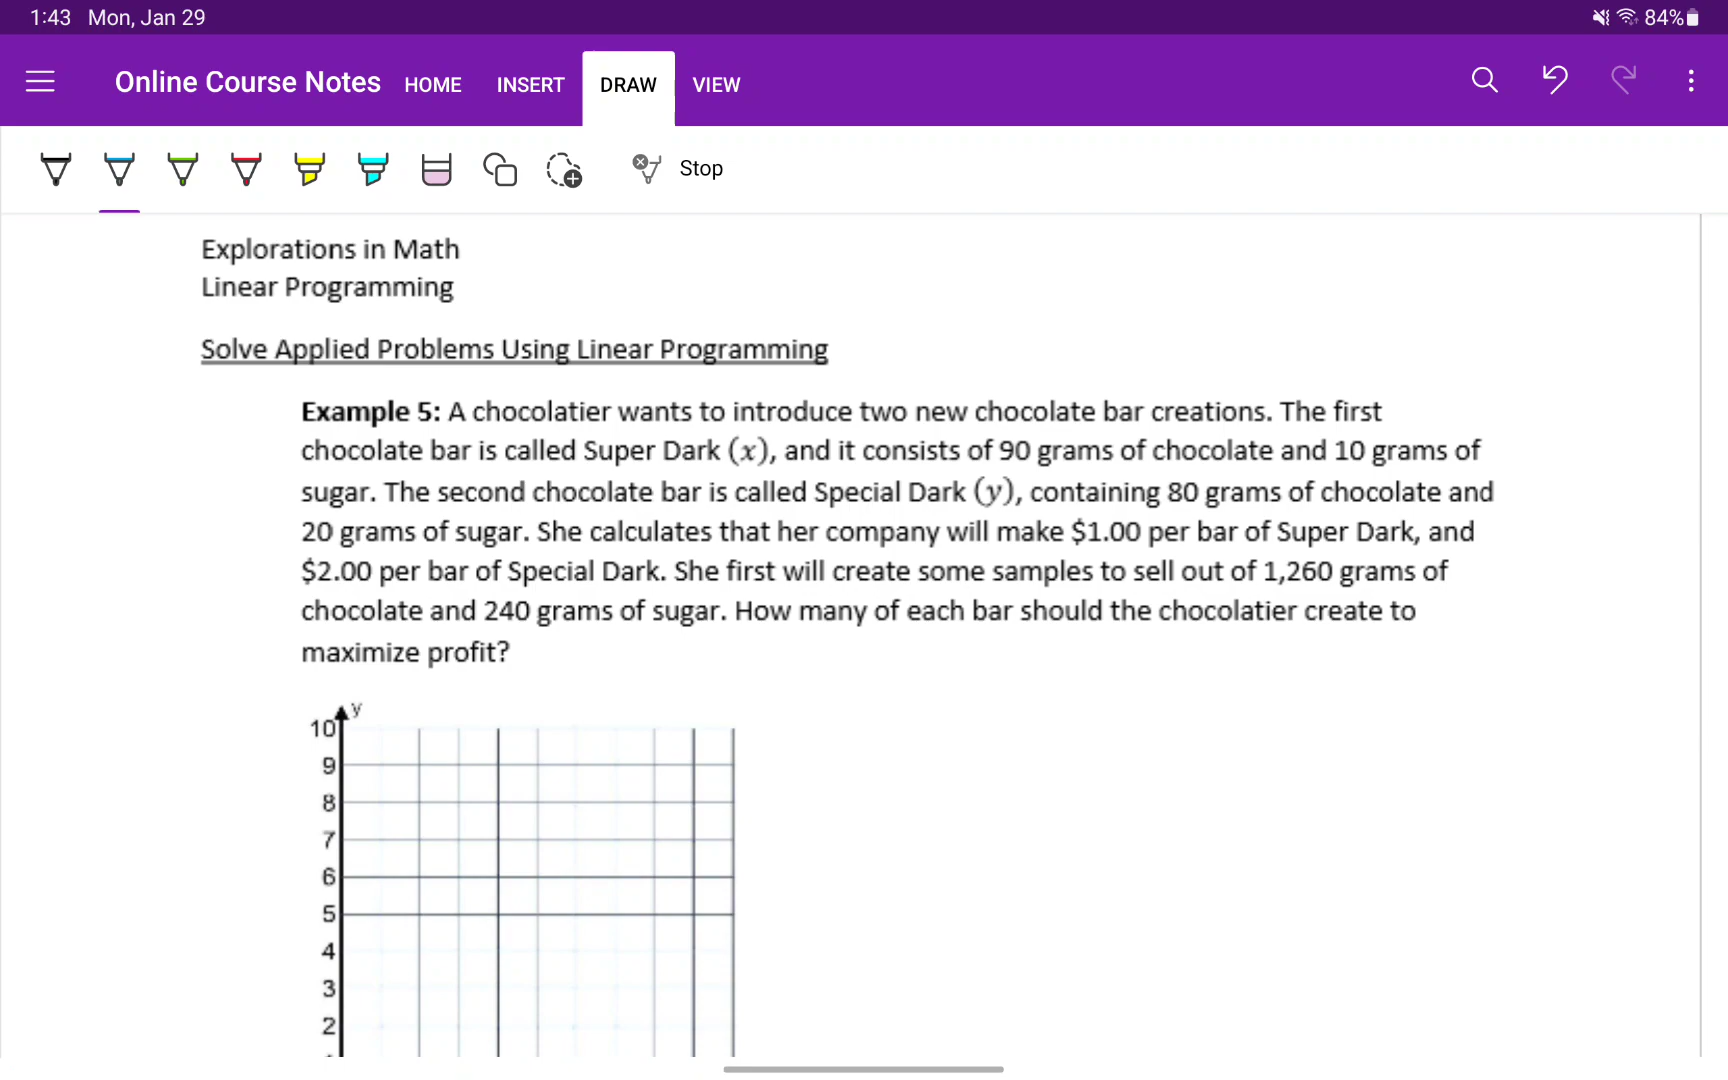 1:43 Mon, Jan 29
84%
Online Course Notes HOME INSERT DRAW VIEW
Stop
Explorations in Math
Linear Programming
Solve Applied Problems Using Linear Programming
Example 5: A chocolatier wants to introduce two new chocolate bar creations. The first
chocolate bar is called Super Dark (x), and it consists of 90 grams of chocolate and 10 grams of
sugar. The second chocolate bar is called Special Dark (y), containing 80 grams of chocolate and
20 grams of sugar. She calculates that her company will make $1.00 per bar of Super Dark, and
$2.00 per bar of Special Dark. She first will create some samples to sell out of 1,260 grams of
chocolate and 240 grams of sugar. How many of each bar should the chocolatier create to
maximize profit?
y
10
9
8
7
6
5
4
3
2